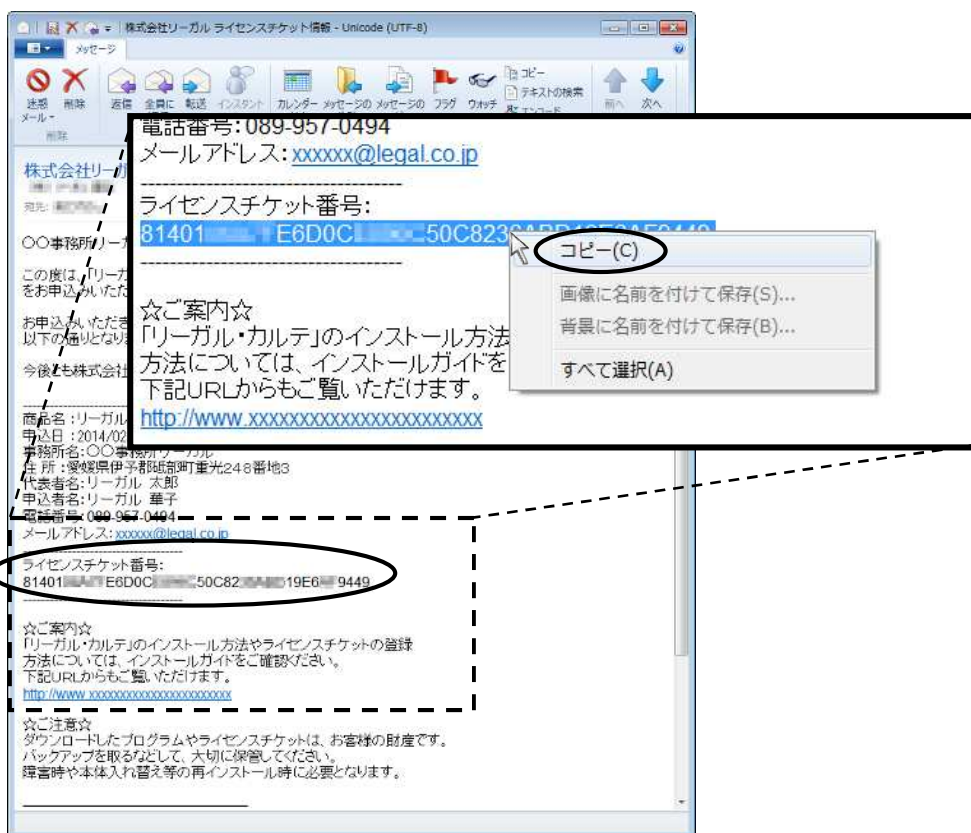 株式会社リーガル ライセンスチケット情報 - Unicode (UTF-8)
メッセージ
迷惑メール 削除 返信 全員に 転送 インスタント カレンダー メッセージの メッセージの フラグ ウォッチ
コピー
テキストの検索
エンコード
前へ 次へ
削除
電話番号:089-957-0494
メールアドレス:xxxxxx@legal.co.jp
ライセンスチケット番号:
81401 E6D0C 50C823
コピー(C)
画像に名前を付けて保存(S)...
背景に名前を付けて保存(B)...
すべて選択(A)
☆ご案内☆
「リーガル・カルテ」のインストール方法
方法については、インストールガイドを
下記URLからもご覧いただけます。
http://www.xxxxxxxxxxxxxxxxxxxxxxx
株式会社リーガ
宛先:
〇〇事務所リー
この度は、「リーガ
をお申込みいただ
お申込みいただき
以下の通りとなりま
今後とも株式会社
商品名:リーガル
申込日:2014/02
事務所名:〇〇事務所リーガル
住 所:愛媛県伊予郡砥部町重光248番地3
代表者名:リーガル 太郎
申込者名:リーガル 華子
電話番号:089-957-0494
メールアドレス:xxxxxx@legal.co.jp
ライセンスチケット番号:
81401 E6D0C 50C82 19E6 9449
☆ご案内☆
「リーガル・カルテ」のインストール方法やライセンスチケットの登録
方法については、インストールガイドをご確認ください。
下記URLからもご覧いただけます。
http://www.xxxxxxxxxxxxxxxxxxxxxxx
☆ご注意☆
ダウンロードしたプログラムやライセンスチケットは、お客様の財産です。
バックアップを取るなどして、大切に保管してください。
障害時や本体入れ替え等の再インストール時に必要となります。